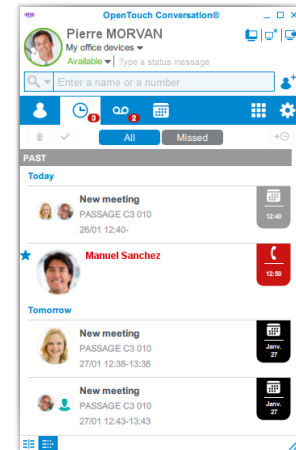 OpenTouch Conversation®
Pierre MORVAN
My office devices
Available | Type a status message
Enter a name or a number
3
2
All
Missed
PAST
Today
New meeting
PASSAGE C3 010
26/01 12:40-
12:40
Manuel Sanchez
12:50
Tomorrow
New meeting
PASSAGE C3 010
27/01 12:38-13:38
Janv.
27
New meeting
PASSAGE C3 010
27/01 12:43-13:43
Janv.
27